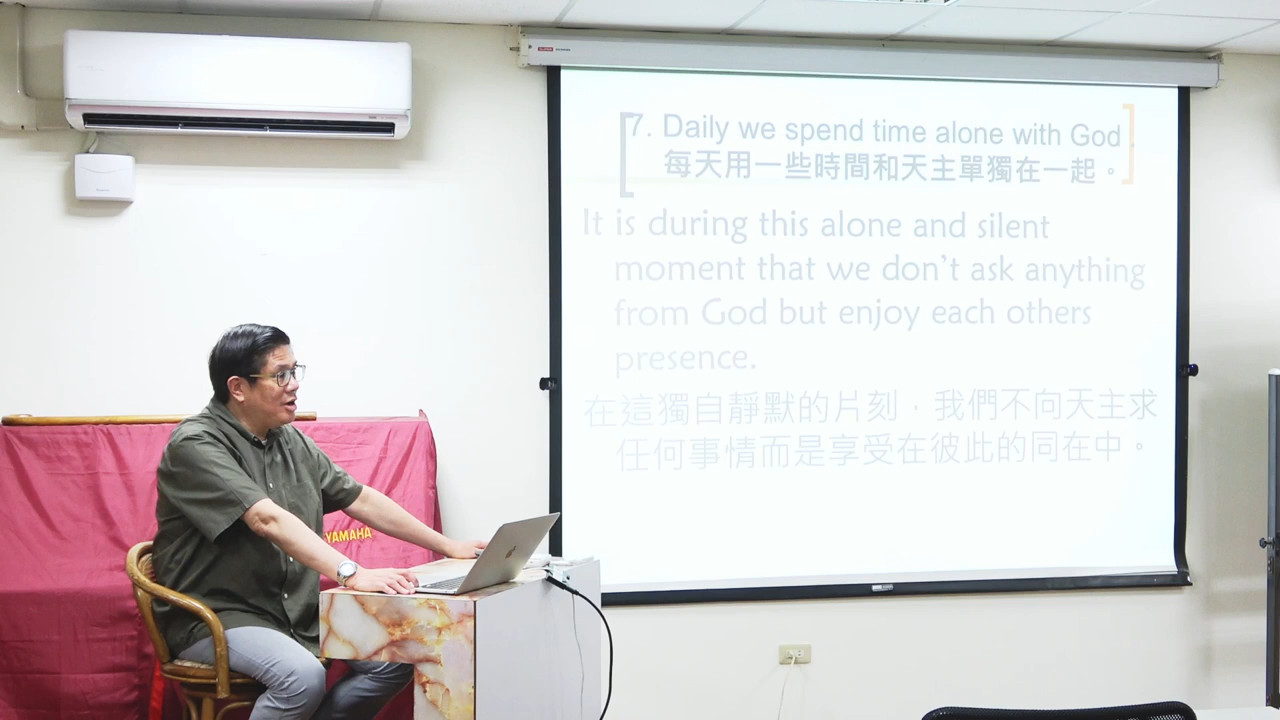 7. Daily we spend time alone with God
每天用一些時間和天主單獨在一起。
It is during this alone and silent
moment that we don't ask anything
from God but enjoy each others
presence.
在這獨白靜默的片刻，我們不向天主求
任何事情而是享受在彼此的同在中。
YAMAHA